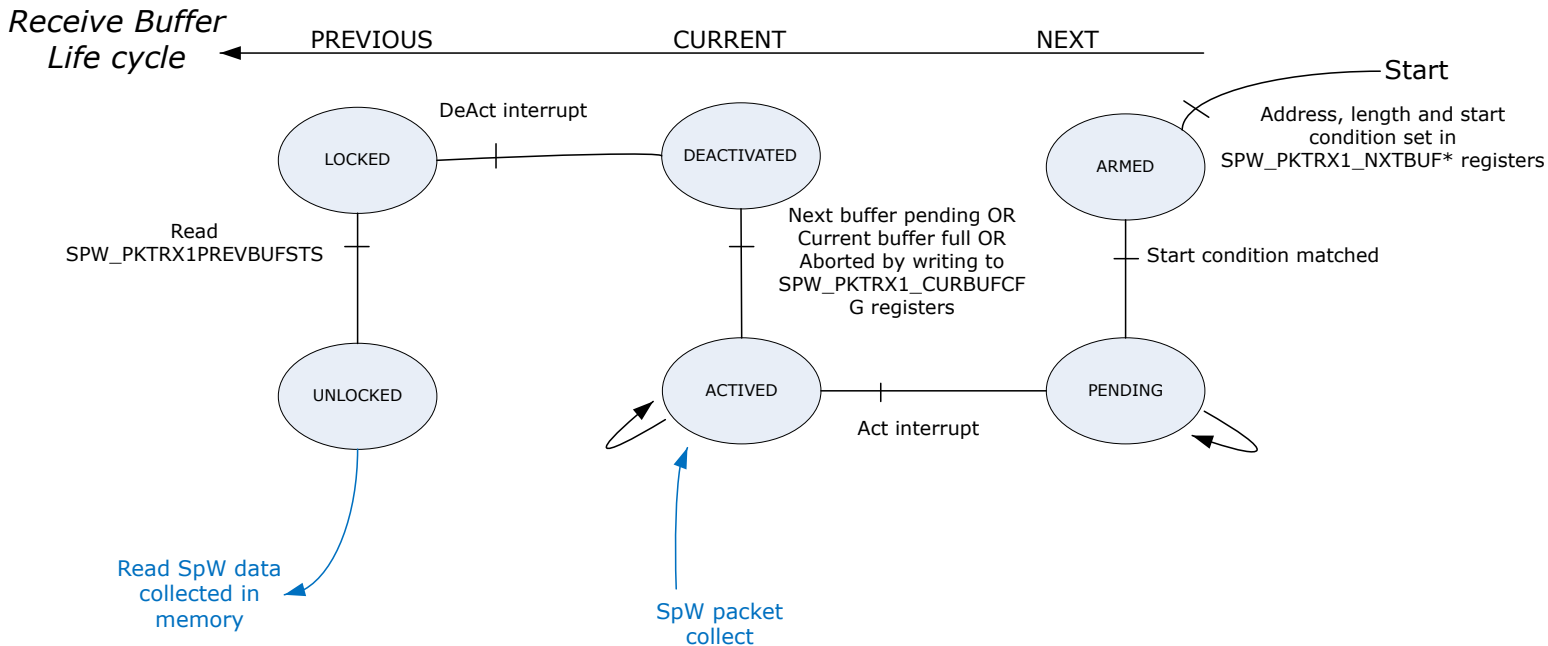 Receive Buffer
Life cycle
PREVIOUS
CURRENT
NEXT
Start
Address, length and start
condition set in
SPW_PKTRX1_NXTBUF* registers
DeAct interrupt
LOCKED
DEACTIVATED
ARMED
Read
SPW_PKTRX1PREVBUFSTS
Next buffer pending OR
Current buffer full OR
Aborted by writing to
SPW_PKTRX1_CURBUFCF
G registers
Start condition matched
UNLOCKED
ACTIVED
PENDING
Act interrupt
Read SpW data
collected in
memory
SpW packet
collect